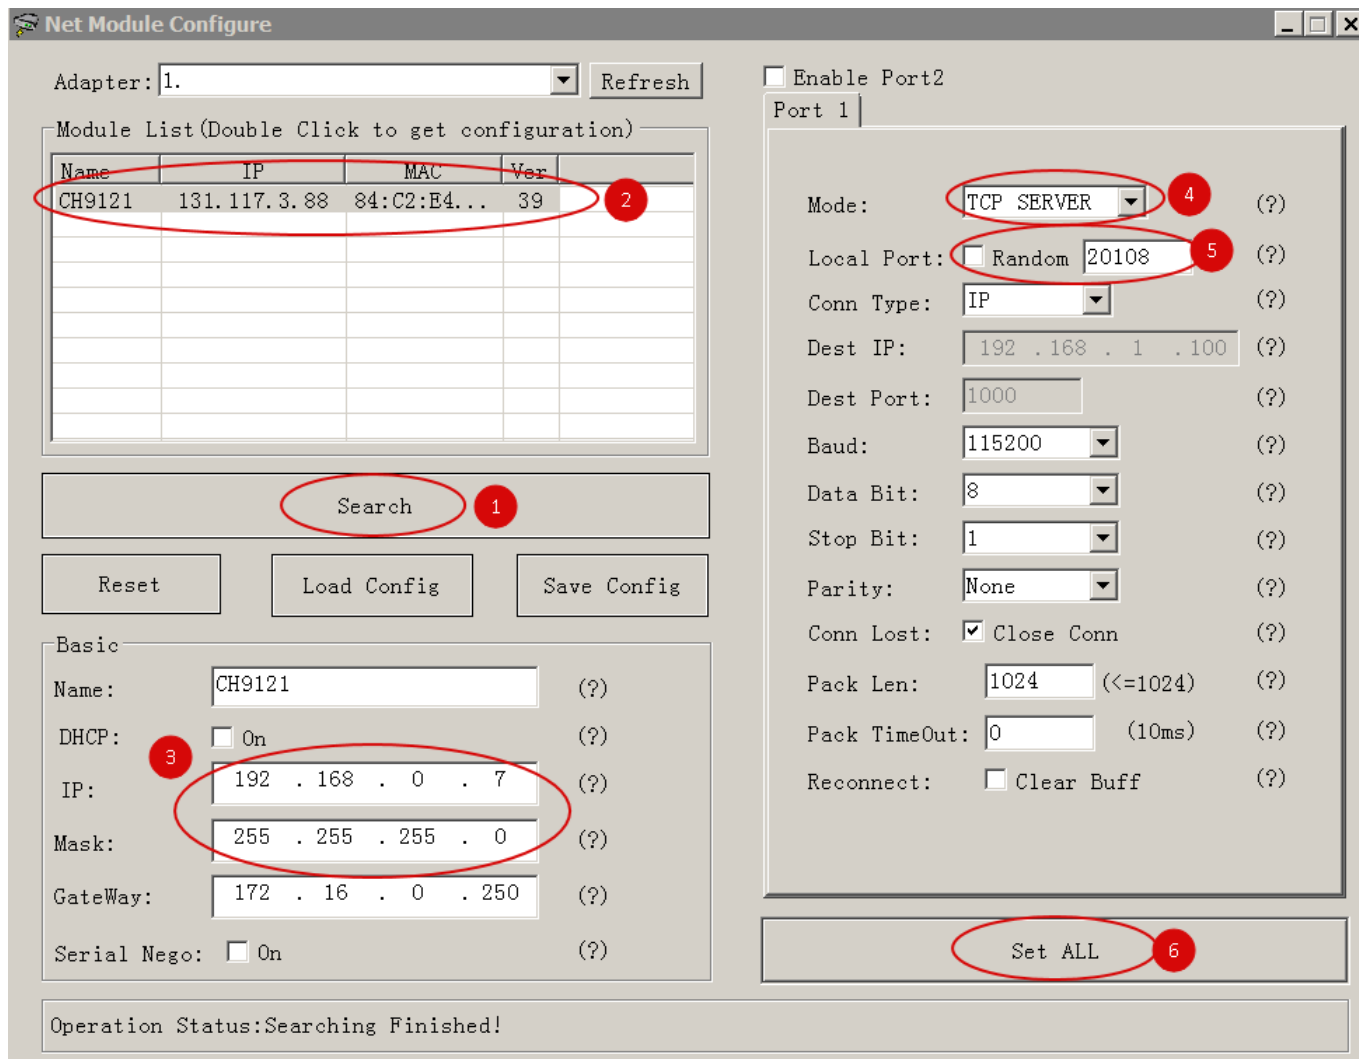 Net Module Configure
Adapter: 1. Refresh
Module List(Double Click to get configuration)
Name IP MAC Ver
CH9121 131.117.3.88 84:C2:E4... 39 2
Search 1
Reset Load Config Save Config
Basic
Name: CH9121 (?)
DHCP: On (?)
3
IP: 192 . 168 . 0 . 7 (?)
Mask: 255 . 255 . 255 . 0 (?)
GateWay: 172 . 16 . 0 . 250 (?)
Serial Nego: On (?)
Enable Port2
Port 1
Mode: TCP SERVER 4 (?)
Local Port: Random 20108 5 (?)
Conn Type: IP (?)
Dest IP: 192 . 168 . 1 . 100 (?)
Dest Port: 1000 (?)
Baud: 115200 (?)
Data Bit: 8 (?)
Stop Bit: 1 (?)
Parity: None (?)
Conn Lost: Close Conn (?)
Pack Len: 1024 (<=1024) (?)
Pack TimeOut: 0 (10ms) (?)
Reconnect: Clear Buff (?)
Set ALL 6
Operation Status:Searching Finished!